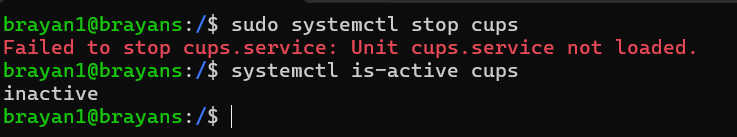 brayan1@brayans:/$ sudo systemctl stop cups
Failed to stop cups.service: Unit cups.service not loaded.
brayan1@brayans:/$ systemctl is-active cups
inactive
brayan1@brayans:/$